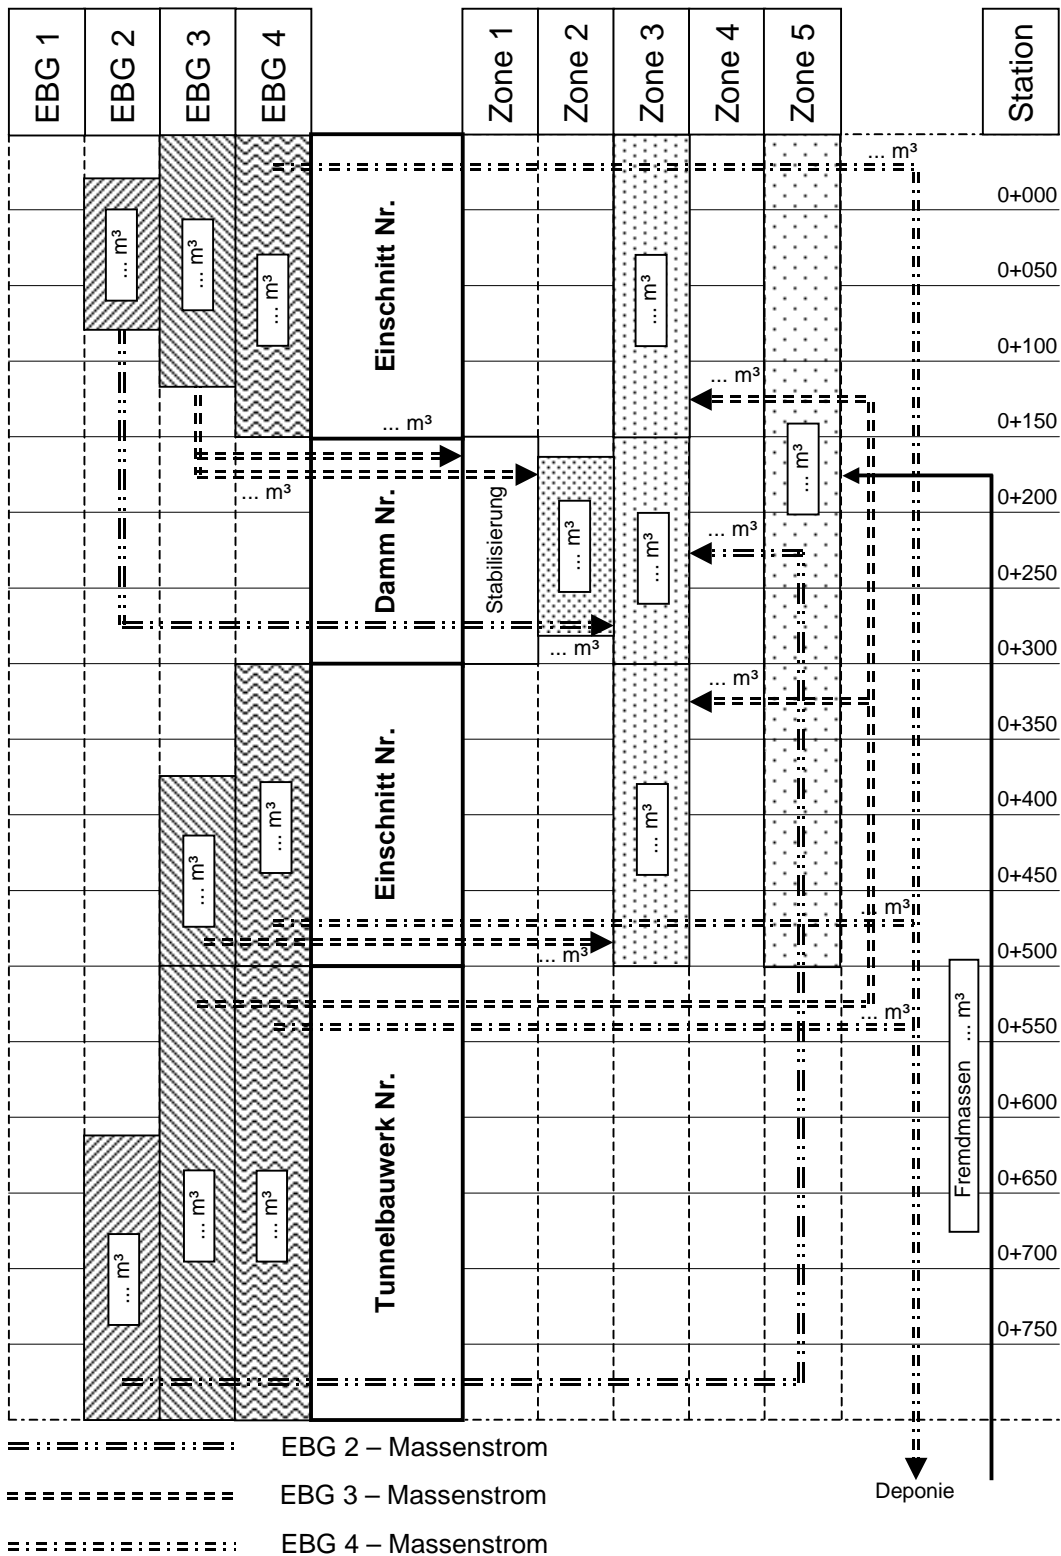 EBG 1
EBG 2
EBG 3
EBG 4
Zone 1
Zone 2
Zone 3
Zone 4
Zone 5
Station
... m³
0+000
... m³
... m³
... m³
Einschnitt Nr.
... m³
0+050
0+100
... m³
... m³
0+150
... m³
... m³
0+200
Damm Nr.
Stabilisierung
... m³
... m³
... m³
0+250
... m³
0+300
... m³
0+350
... m³
... m³
Einschnitt Nr.
... m³
0+400
0+450
... m³
... m³
0+500
... m³
0+550
Fremdmassen ... m³
0+600
... m³
... m³
... m³
Tunnelbauwerk Nr.
0+650
0+700
0+750
EBG 2 – Massenstrom
Deponie
EBG 3 – Massenstrom
EBG 4 – Massenstrom